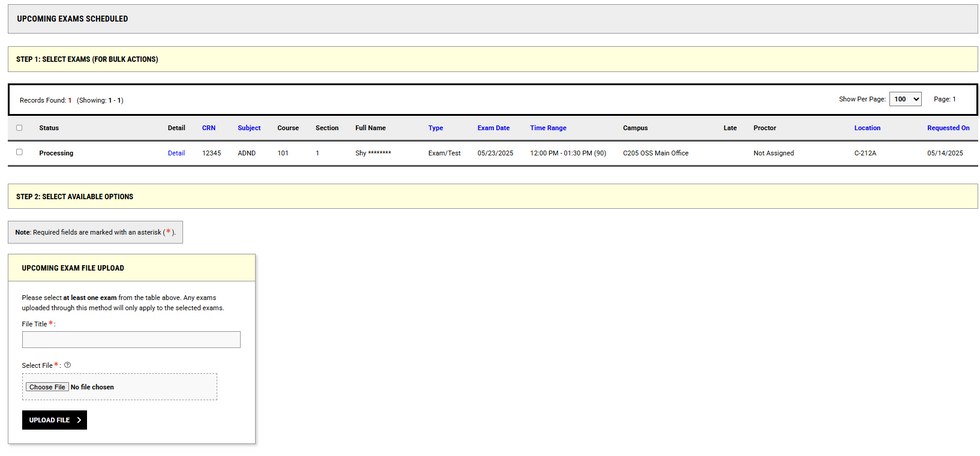 UPCOMING EXAMS SCHEDULED
STEP 1: SELECT EXAMS (FOR BULK ACTIONS)
Records Found: 1 (Showing: 1 - 1) Show Per Page: 100 Page: 1
Status Detail CRN Subject Course Section Full Name Type Exam Date Time Range Campus Late Proctor Location Requested On
Processing Detail 12345 ADND 101 1 Shy ******** Exam/Test 05/23/2025 12:00 PM - 01:30 PM (90) C205 OSS Main Office Not Assigned C-212A 05/14/2025
STEP 2: SELECT AVAILABLE OPTIONS
Note: Required fields are marked with an asterisk ( * ).
UPCOMING EXAM FILE UPLOAD
Please select at least one exam from the table above. Any exams
uploaded through this method will only apply to the selected exams.
File Title * :
Select File * : ?
Choose File No file chosen
UPLOAD FILE >